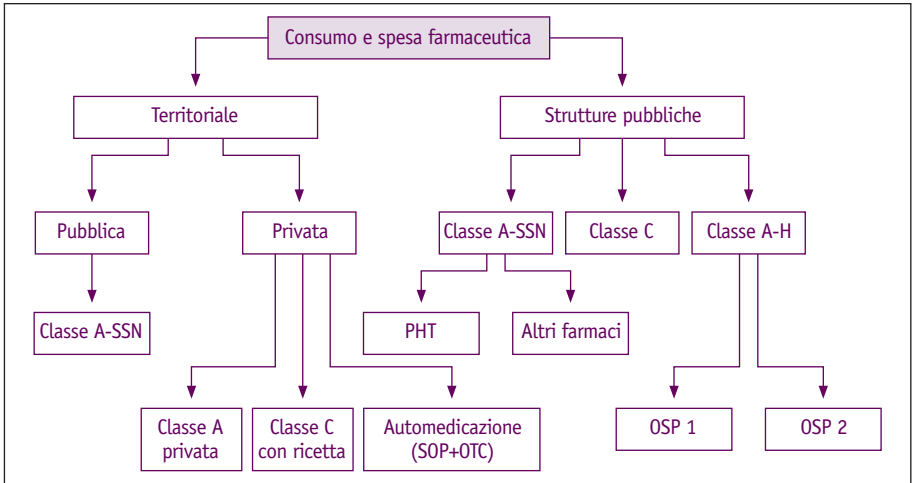 Consumo e spesa farmaceutica
Territoriale
Strutture pubbliche
Pubblica
Privata
Classe A-SSN
Classe C
Classe A-H
Classe A-SSN
PHT
Altri farmaci
Classe A
privata
Classe C
con ricetta
Automedicazione
(SOP+OTC)
OSP 1
OSP 2